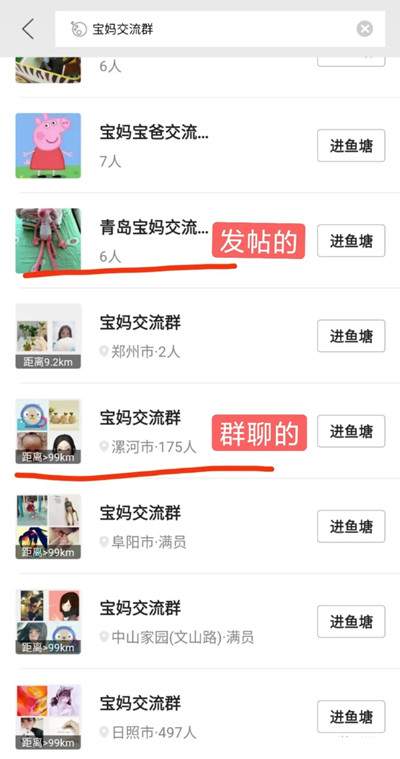 宝妈交流群
6人
宝妈宝爸交流...
7人
进鱼塘
青岛宝妈交流...
6人
发帖的
进鱼塘
宝妈交流群
郑州市·2人
距离9.2km
进鱼塘
宝妈交流群
漯河市·175人
距离>99km
群聊的
进鱼塘
宝妈交流群
阜阳市·满员
距离>99km
进鱼塘
宝妈交流群
中山家园(文山路)·满员
距离>99km
进鱼塘
宝妈交流群
日照市·497人
距离>99km
进鱼塘